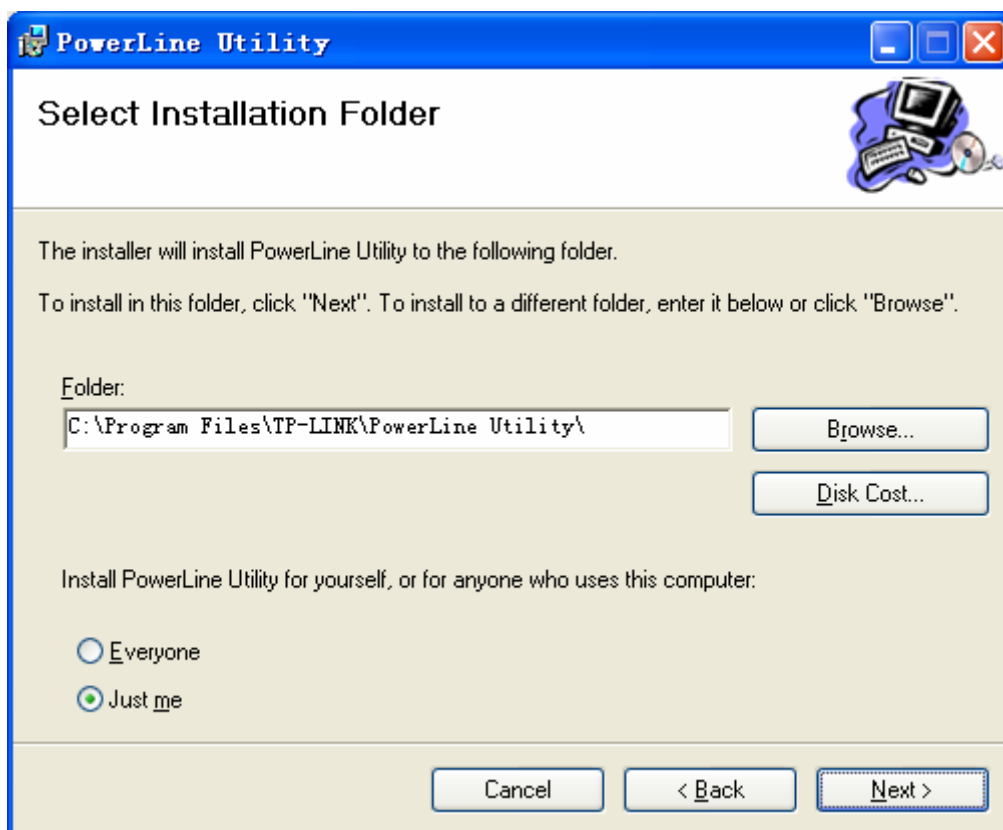 PowerLine Utility
Select Installation Folder
The installer will install PowerLine Utility to the following folder.
To install in this folder, click "Next". To install to a different folder, enter it below or click "Browse".
Folder:
C:\Program Files\TP-LINK\PowerLine Utility\
Browse...
Disk Cost...
Install PowerLine Utility for yourself, or for anyone who uses this computer:
Everyone
Just me
Cancel
< Back
Next >